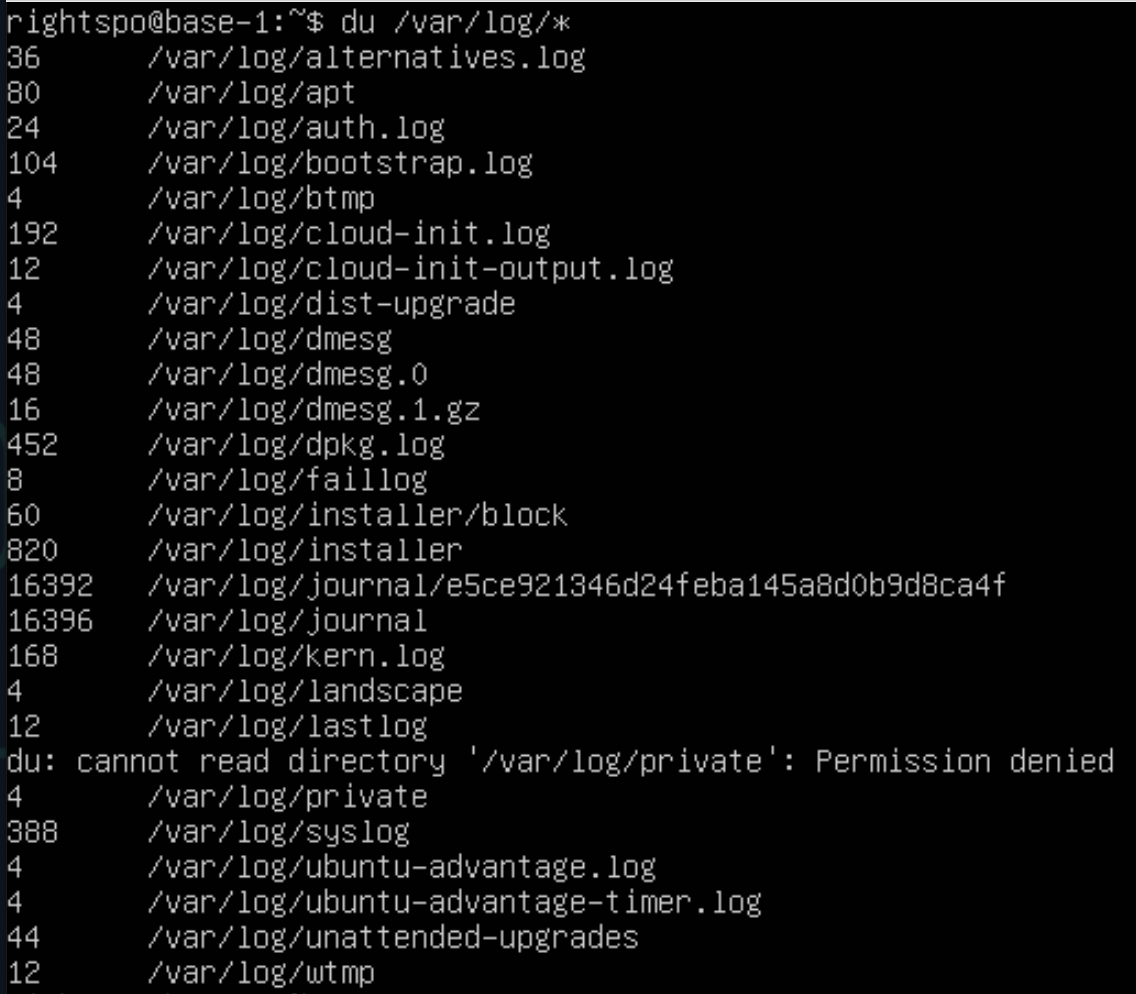 rightspo@base-1:~$ du /var/log/*
36 /var/log/alternatives.log
80 /var/log/apt
24 /var/log/auth.log
104 /var/log/bootstrap.log
4 /var/log/btmp
192 /var/log/cloud-init.log
12 /var/log/cloud-init-output.log
4 /var/log/dist-upgrade
48 /var/log/dmesg
48 /var/log/dmesg.0
16 /var/log/dmesg.1.gz
452 /var/log/dpkg.log
8 /var/log/faillog
60 /var/log/installer/block
820 /var/log/installer
16392 /var/log/journal/e5ce921346d24feba145a8d0b9d8ca4f
16396 /var/log/journal
168 /var/log/kern.log
4 /var/log/landscape
12 /var/log/lastlog
du: cannot read directory '/var/log/private': Permission denied
4 /var/log/private
388 /var/log/syslog
4 /var/log/ubuntu-advantage.log
4 /var/log/ubuntu-advantage-timer.log
44 /var/log/unattended-upgrades
12 /var/log/wtmp